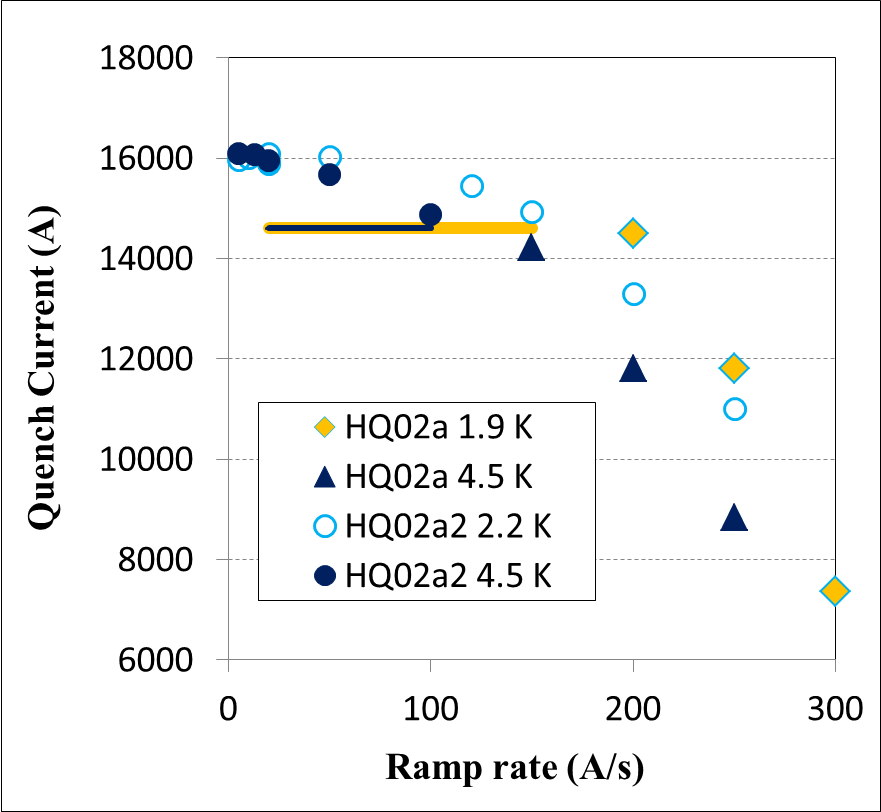 18000
16000
14000
12000
10000
8000
6000
Quench Current (A)
HQ02a 1.9 K
HQ02a 4.5 K
HQ02a2 2.2 K
HQ02a2 4.5 K
0
100
200
300
Ramp rate (A/s)